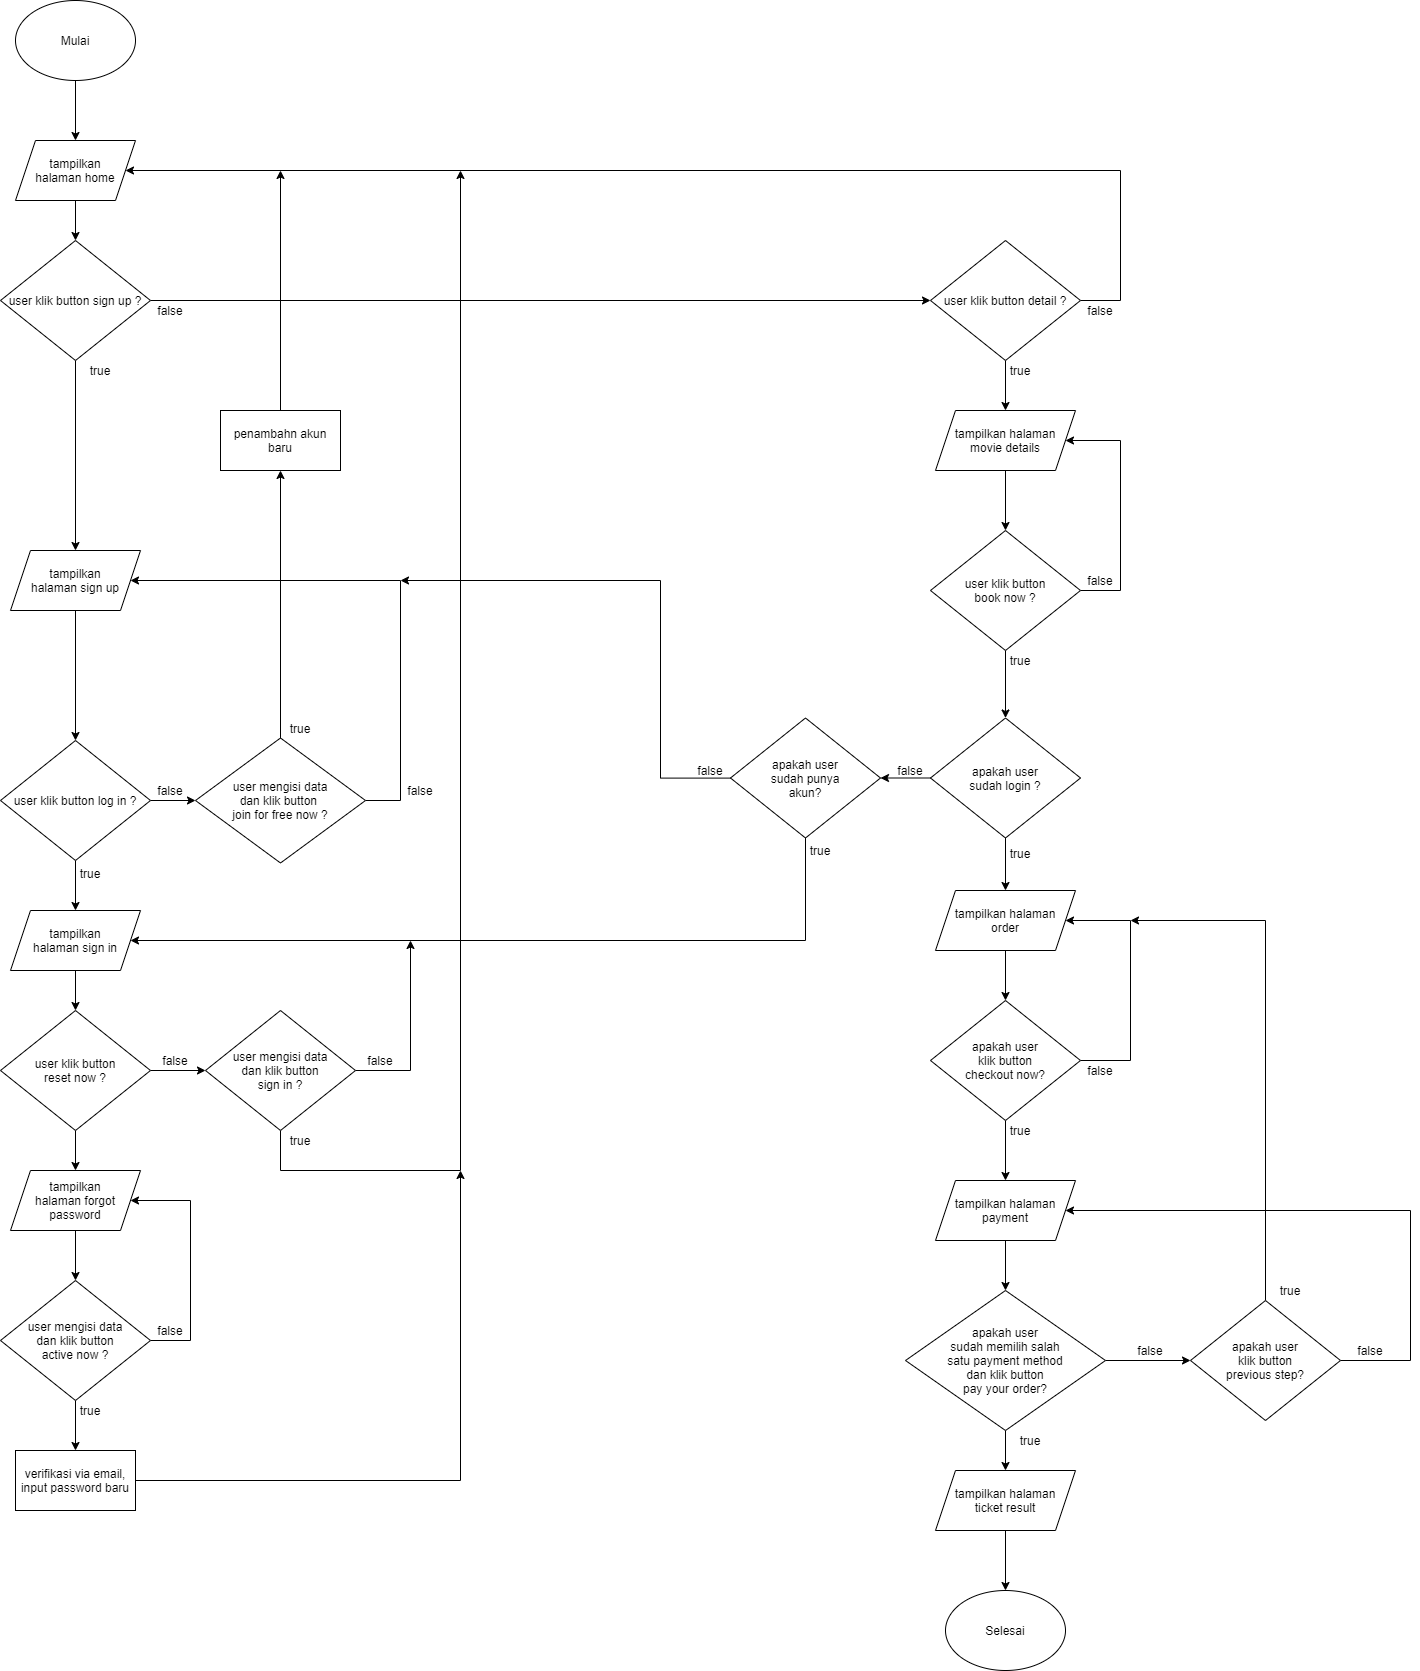 Mulai
tampilkan
halaman home
user klik button sign up ?
false
true
user klik button detail ?
false
true
penambahn akun
baru
tampilkan halaman
movie details
tampilkan
halaman sign up
user klik button
book now ?
false
true
user klik button log in ?
false
true
user mengisi data
dan klik button
join for free now ?
true
false
apakah user
sudah punya
akun?
false
true
apakah user
sudah login ?
false
true
tampilkan
halaman sign in
tampilkan halaman
order
user klik button
reset now ?
false
user mengisi data
dan klik button
sign in ?
false
true
apakah user
klik button
checkout now?
false
true
tampilkan
halaman forgot
password
tampilkan halaman
payment
user mengisi data
dan klik button
active now ?
false
true
apakah user
sudah memilih salah
satu payment method
dan klik button
pay your order?
false
true
apakah user
klik button
previous step?
true
false
verifikasi via email,
input password baru
tampilkan halaman
ticket result
Selesai